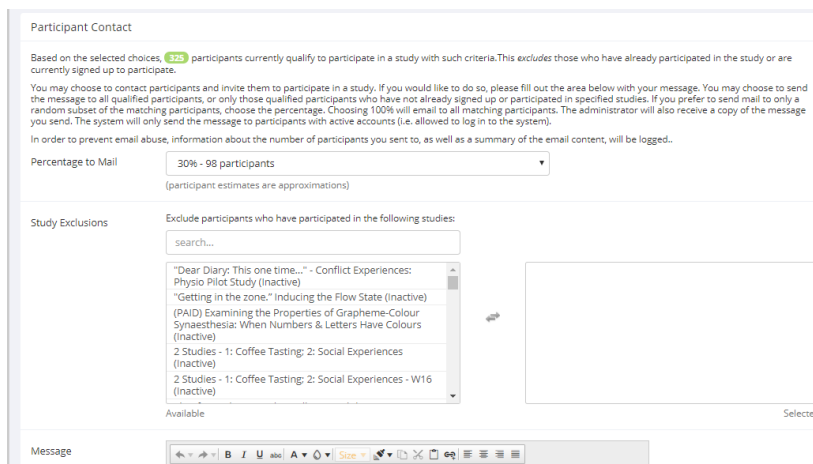 Participant Contact
Based on the selected choices, 325 participants currently qualify to participate in a study with such criteria.This excludes those who have already participated in the study or are
currently signed up to participate.
You may choose to contact participants and invite them to participate in a study. If you would like to do so, please fill out the area below with your message. You may choose to send
the message to all qualified participants, or only those qualified participants who have not already signed up or participated in specified studies. If you prefer to send mail to only a
random subset of the matching participants, choose the percentage. Choosing 100% will email to all matching participants. The administrator will also receive a copy of the message
you send. The system will only send the message to participants with active accounts (i.e. allowed to log in to the system).
In order to prevent email abuse, information about the number of participants you sent to, as well as a summary of the email content, will be logged..
Percentage to Mail
30% - 98 participants
(participant estimates are approximations)
Study Exclusions
Exclude participants who have participated in the following studies:
search...
"Dear Diary: This one time..." - Conflict Experiences:
Physio Pilot Study (Inactive)
"Getting in the zone." Inducing the Flow State (Inactive)
(PAID) Examining the Properties of Grapheme-Colour
Synaesthesia: When Numbers & Letters Have Colours
(Inactive)
2 Studies - 1: Coffee Tasting; 2: Social Experiences
(Inactive)
2 Studies - 1: Coffee Tasting; 2: Social Experiences - W16
(Inactive)
Available
Selecte
Message
B I U abc A Size